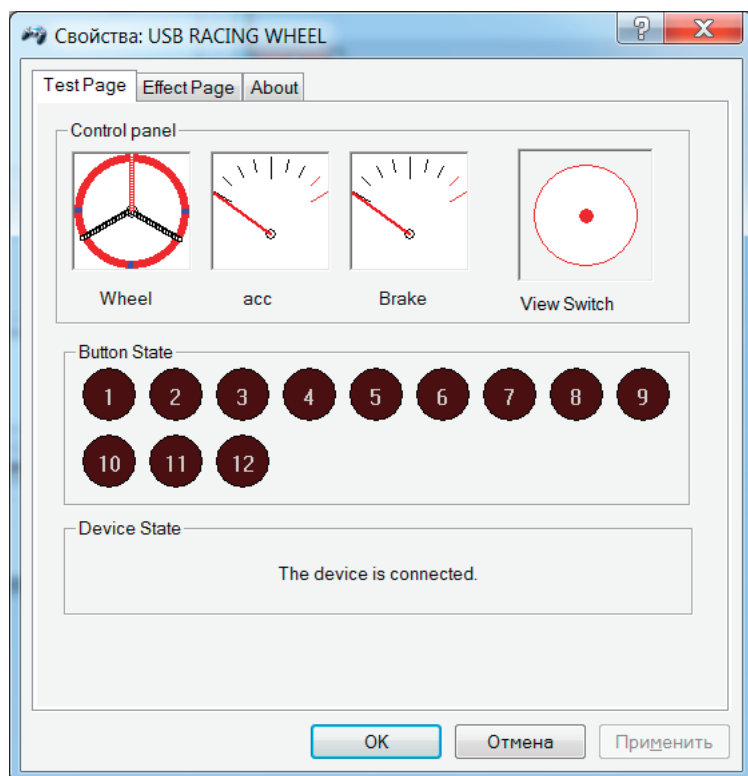 Свойства: USB RACING WHEEL
Test Page Effect Page About
Control panel
Wheel acc Brake View Switch
Button State
1 2 3 4 5 6 7 8 9
10 11 12
Device State
The device is connected.
OK Отмена Применить